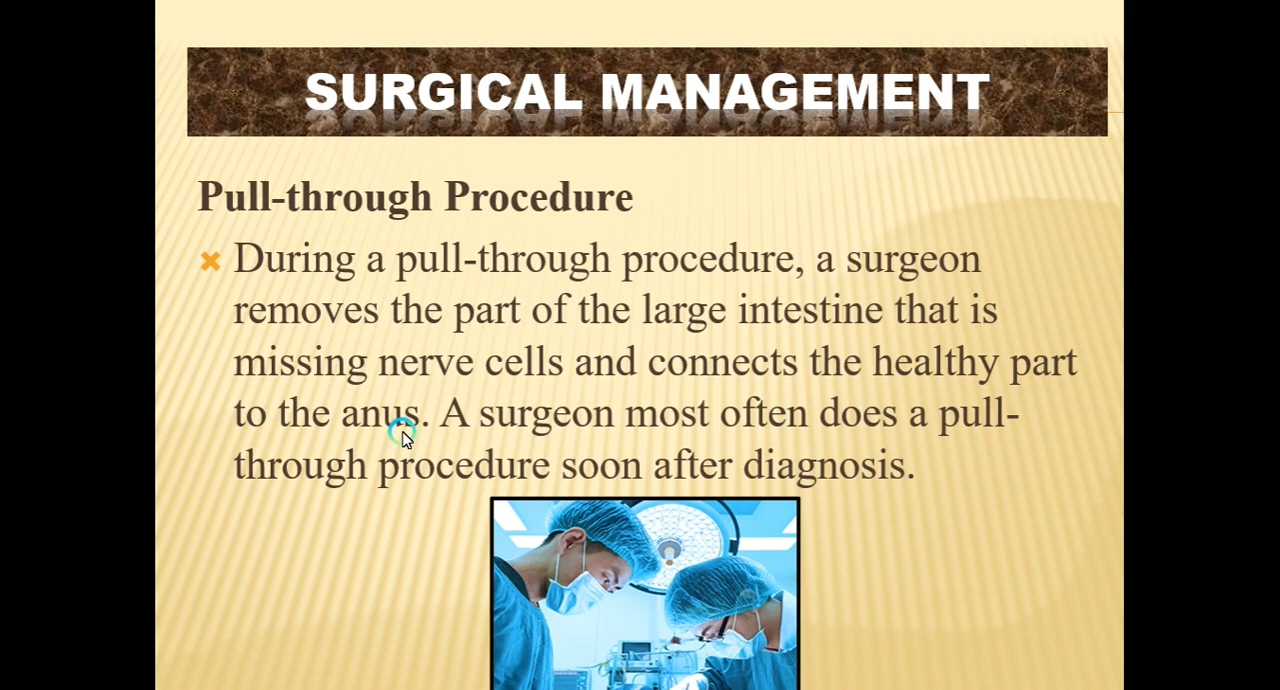 SURGICAL MANAGEMENT
Pull-through Procedure
During a pull-through procedure, a surgeon
removes the part of the large intestine that is
missing nerve cells and connects the healthy part
to the anus. A surgeon most often does a pull-
through procedure soon after diagnosis.